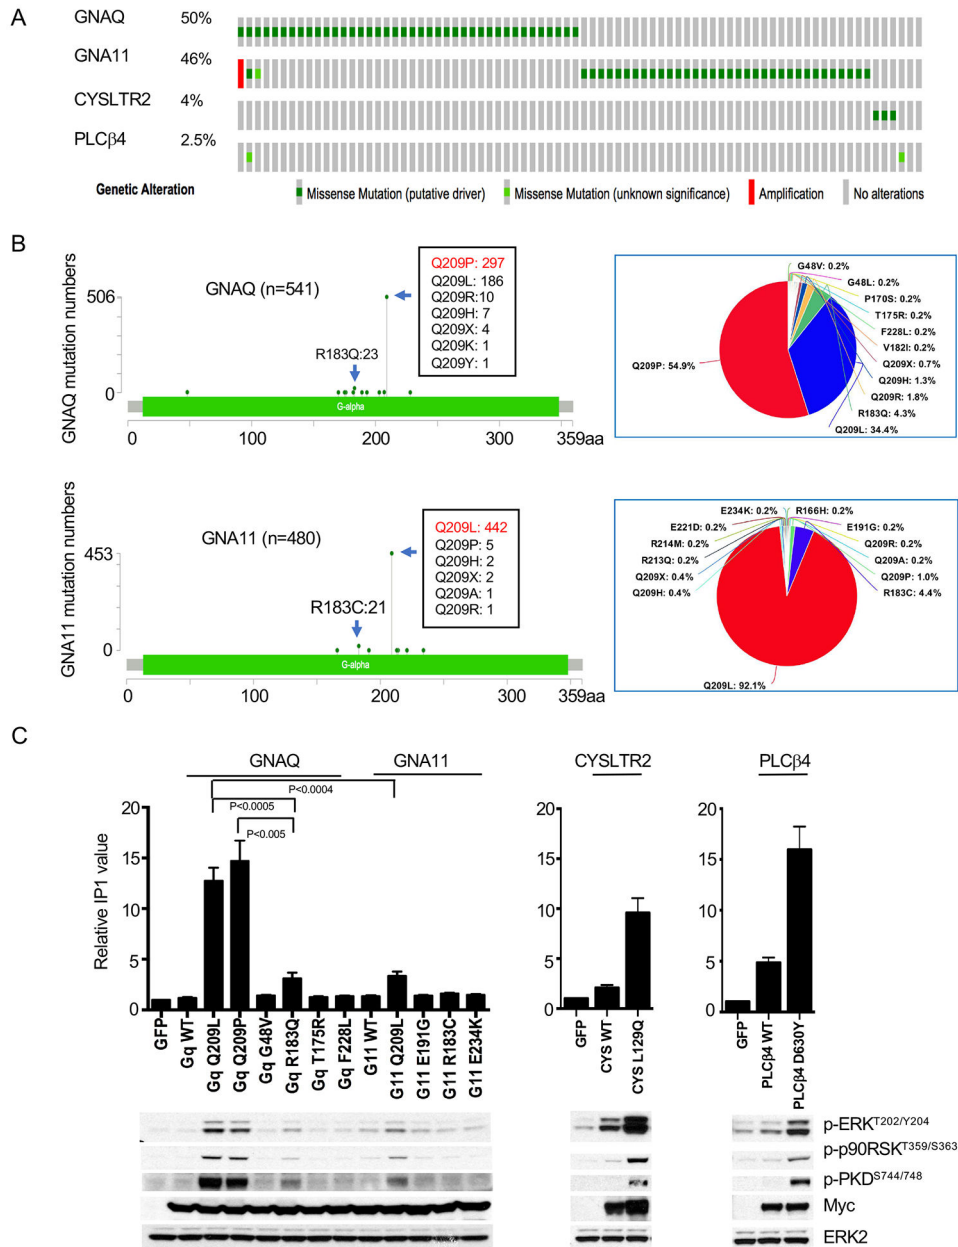 A
GNAQ 50%
GNA11 46%
CYSLTR2 4%
PLCβ4 2.5%
Genetic Alteration
Missense Mutation (putative driver)
Missense Mutation (unknown significance)
Amplification
No alterations
B
GNAQ mutation numbers
506
0
GNAQ (n=541)
R183Q:23
Q209P: 297
Q209L: 186
Q209R:10
Q209H: 7
Q209X: 4
Q209K: 1
Q209Y: 1
G-alpha
0 100 200 300 359aa
G48V: 0.2%
G48L: 0.2%
P170S: 0.2%
T175R: 0.2%
F228L: 0.2%
V182I: 0.2%
Q209X: 0.7%
Q209H: 1.3%
Q209R: 1.8%
R183Q: 4.3%
Q209L: 34.4%
Q209P: 54.9%
GNA11 mutation numbers
453
0
GNA11 (n=480)
R183C:21
Q209L: 442
Q209P: 5
Q209H: 2
Q209X: 2
Q209A: 1
Q209R: 1
G-alpha
0 100 200 300 359aa
E234K: 0.2%
E221D: 0.2%
R214M: 0.2%
R213Q: 0.2%
Q209X: 0.4%
Q209H: 0.4%
R166H: 0.2%
E191G: 0.2%
Q209R: 0.2%
Q209A: 0.2%
Q209P: 1.0%
R183C: 4.4%
Q209L: 92.1%
C
GNAQ GNA11
P<0.0004
P<0.0005
P<0.005
Relative IP1 value
20
15
10
5
0
GFP
Gq WT
Gq Q209L
Gq Q209P
Gq G48V
Gq R183Q
Gq T175R
Gq F228L
G11 WT
G11 Q209L
G11 E191G
G11 R183C
G11 E234K
CYSLTR2
20
15
10
5
0
GFP
CYS WT
CYS L129Q
PLCβ4
20
15
10
5
0
GFP
PLCβ4 WT
PLCβ4 D630Y
p-ERKT202/Y204
p-p90RSKT359/S363
p-PKDS744/748
Myc
ERK2